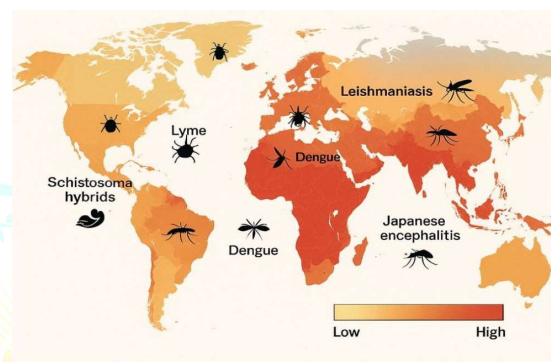 Leishmaniasis
Lyme
Dengue
Schistosoma
hybrids
Dengue
Japanese
encephalitis
Low
High